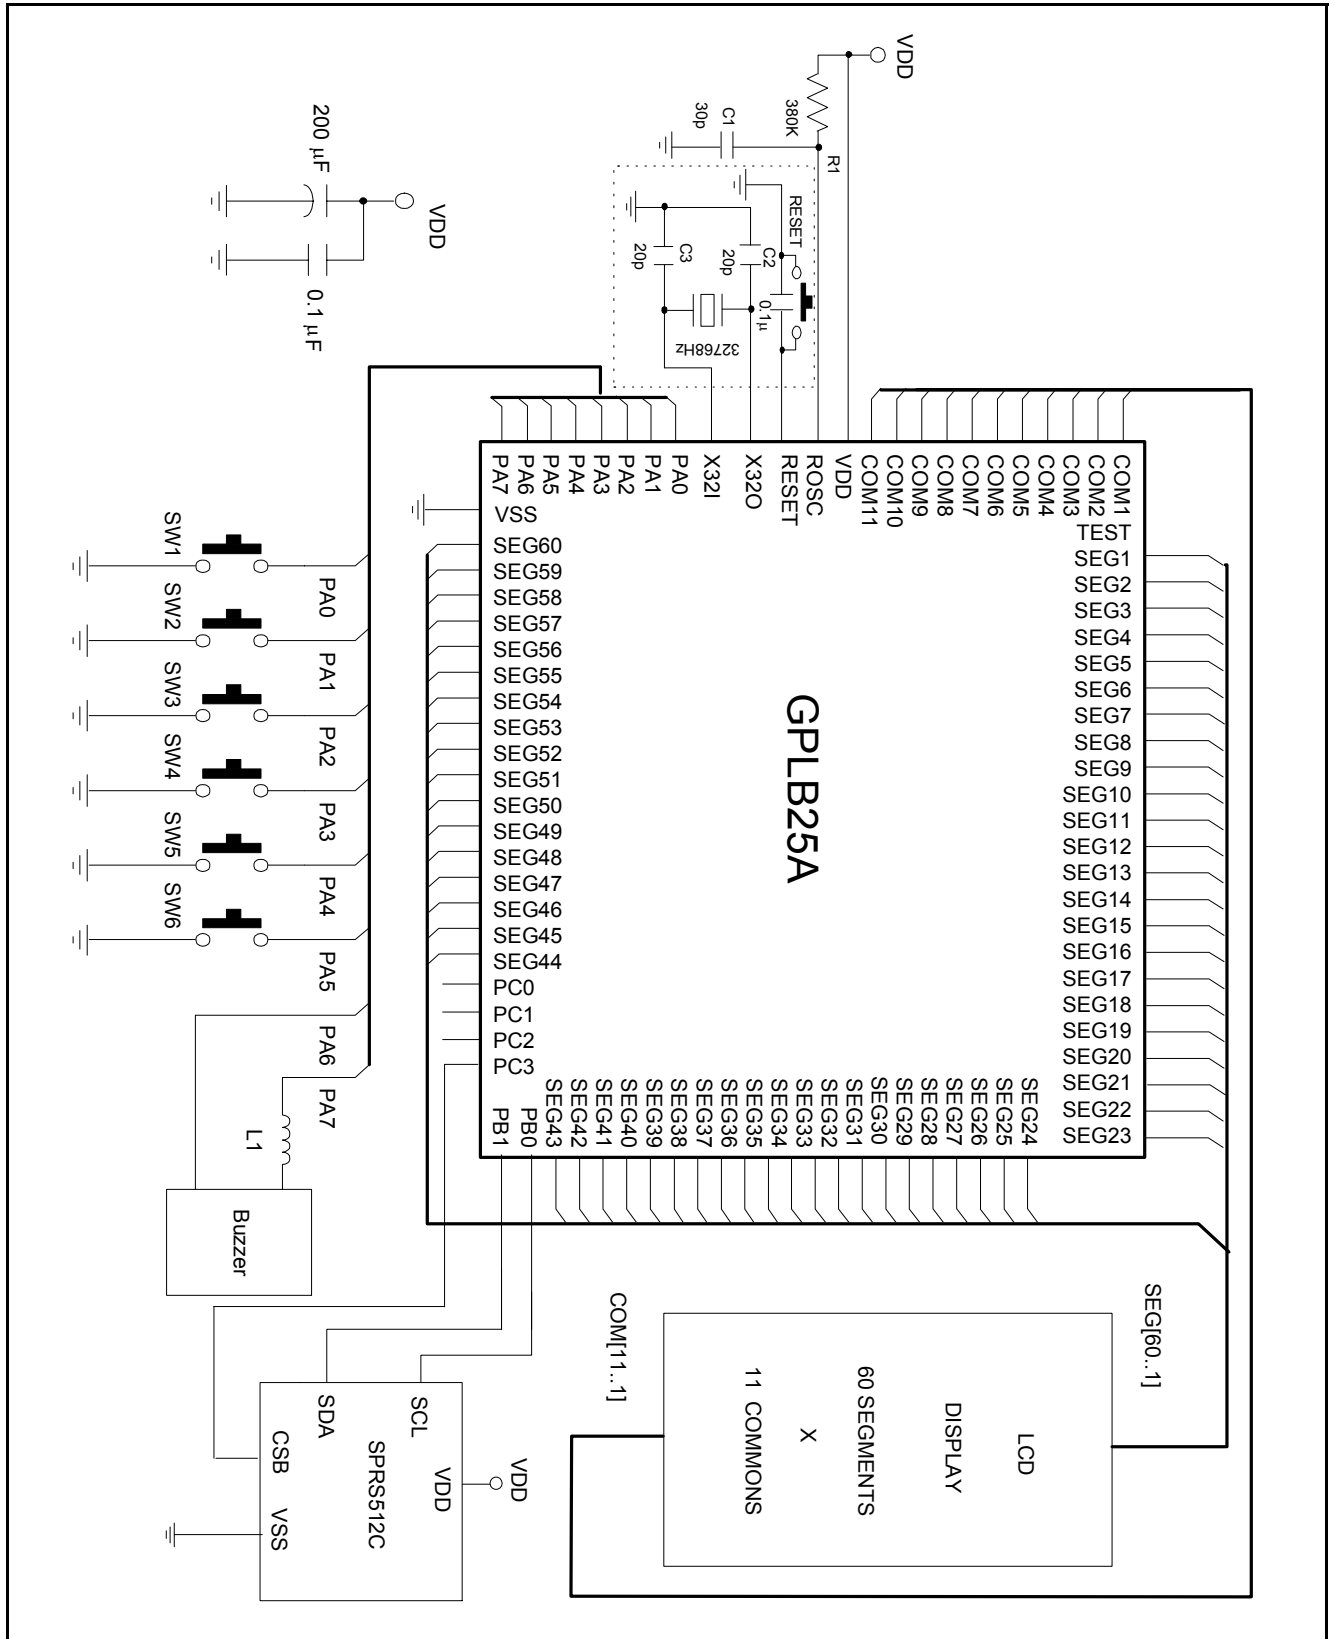 VDD
380K
R1
C1
30p
RESET
C2
20p
C3
20p
0.1µ
32768Hz
200 µF
VDD
0.1 µF
COM1
COM2
COM3
COM4
COM5
COM6
COM7
COM8
COM9
COM10
COM11
VDD
ROSC
RESET
X32O
X32I
PA0
PA1
PA2
PA3
PA4
PA5
PA6
PA7
VSS
SEG60
SEG59
SEG58
SEG57
SEG56
SEG55
SEG54
SEG53
SEG52
SEG51
SEG50
SEG49
SEG48
SEG47
SEG46
SEG45
SEG44
PC0
PC1
PC2
PC3
PB1
PB0
SEG43
SEG42
SEG41
SEG40
SEG39
SEG38
SEG37
SEG36
SEG35
SEG34
SEG33
SEG32
SEG31
SEG30
SEG29
SEG28
SEG27
SEG26
SEG25
SEG24
TEST
SEG1
SEG2
SEG3
SEG4
SEG5
SEG6
SEG7
SEG8
SEG9
SEG10
SEG11
SEG12
SEG13
SEG14
SEG15
SEG16
SEG17
SEG18
SEG19
SEG20
SEG21
SEG22
SEG23
GPLB25A
SW1
PA0
SW2
PA1
SW3
PA2
SW4
PA3
SW5
PA4
SW6
PA5
PA6
PA7
L1
Buzzer
SCL
SDA
CSB
VDD
SPRS512C
VSS
VDD
SEG[60..1]
COM[11..1]
LCD
DISPLAY
60 SEGMENTS
X
11 COMMONS